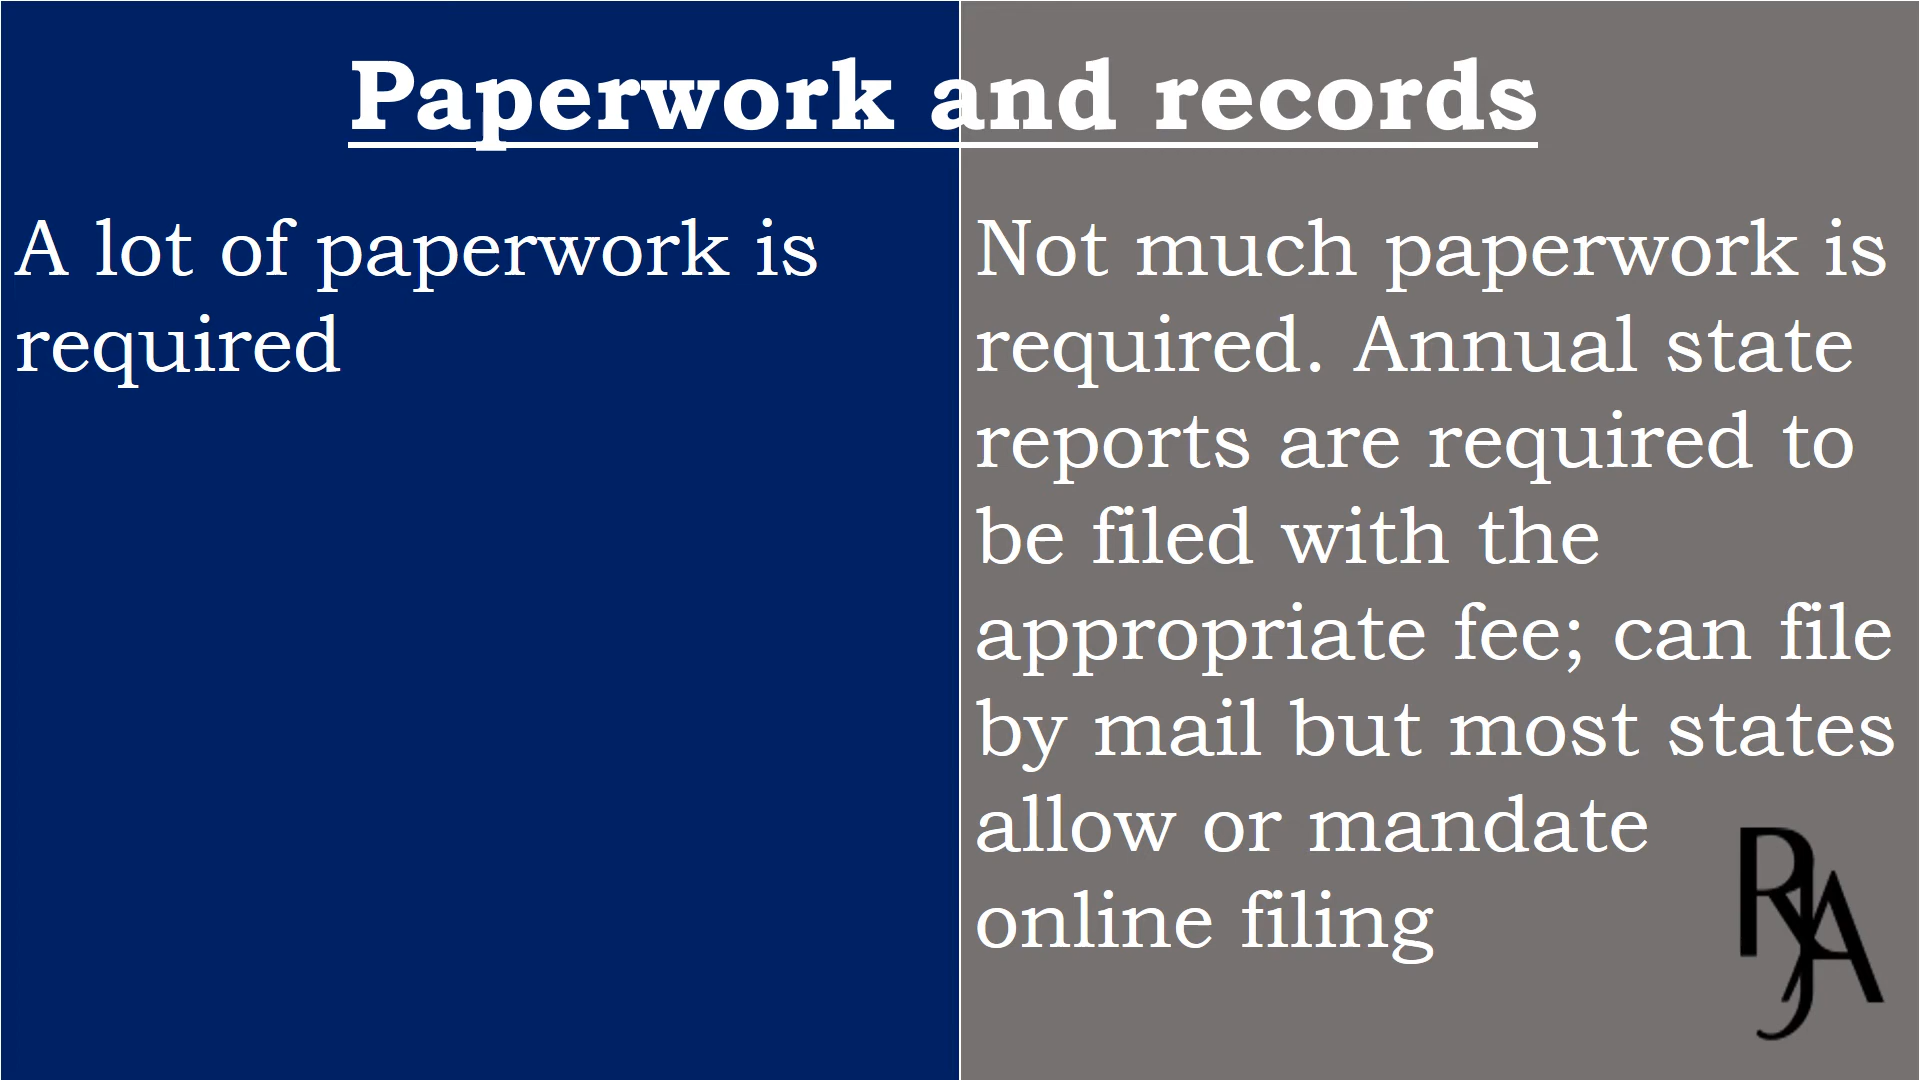 Paperwork and records
A lot of paperwork is
required
Not much paperwork is
required. Annual state
reports are required to
be filed with the
appropriate fee; can file
by mail but most states
allow or mandate
online filing
RJA